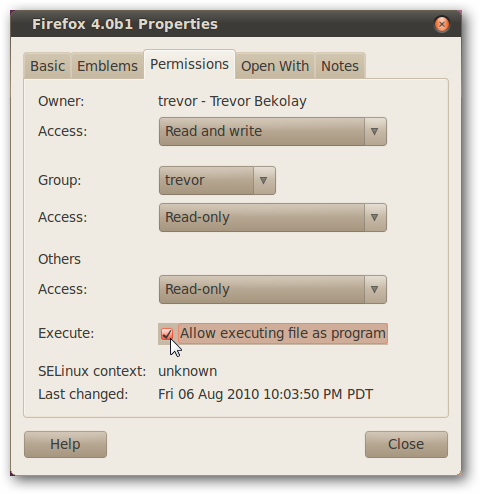 Firefox 4.0b1 Properties
Basic Emblems Permissions Open With Notes
Owner: trevor - Trevor Bekolay
Access: Read and write
Group: trevor
Access: Read-only
Others
Access: Read-only
Execute: Allow executing file as program
SELinux context: unknown
Last changed: Fri 06 Aug 2010 10:03:50 PM PDT
Help Close